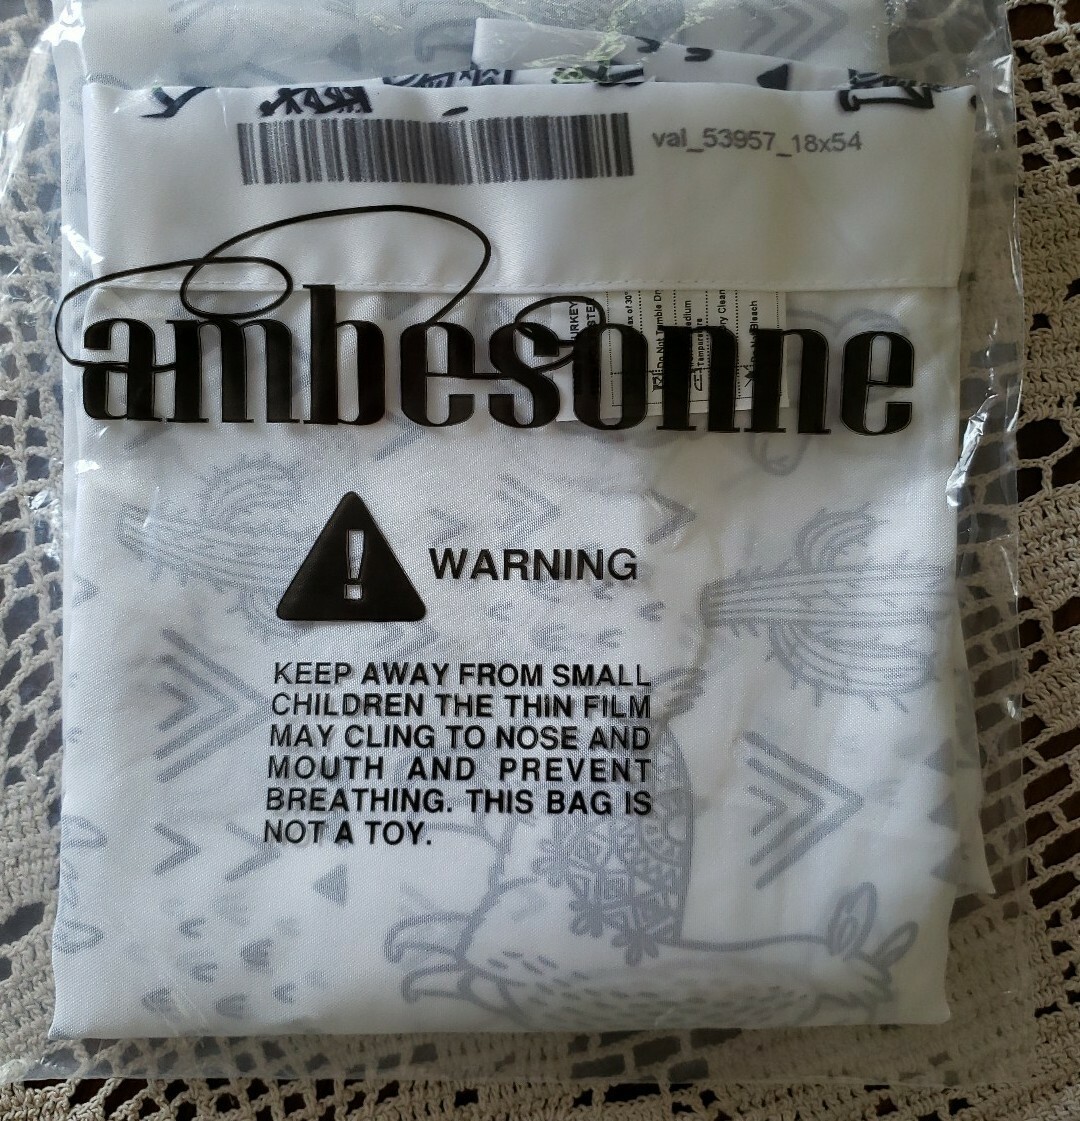 val_53957_18x54
ambesonne
WARNING
KEEP AWAY FROM SMALL
CHILDREN THE THIN FILM
MAY CLING TO NOSE AND
MOUTH AND PREVENT
BREATHING. THIS BAG IS
NOT A TOY.